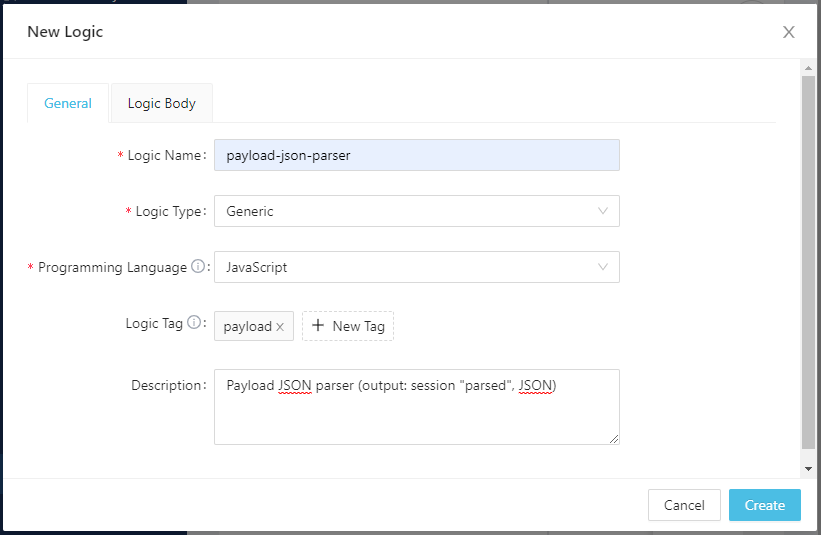 New Logic
General
Logic Body
* Logic Name:
payload-json-parser
* Logic Type:
Generic
* Programming Language :
JavaScript
Logic Tag :
payload
+ New Tag
Description:
Payload JSON parser (output: session "parsed", JSON)
Cancel
Create